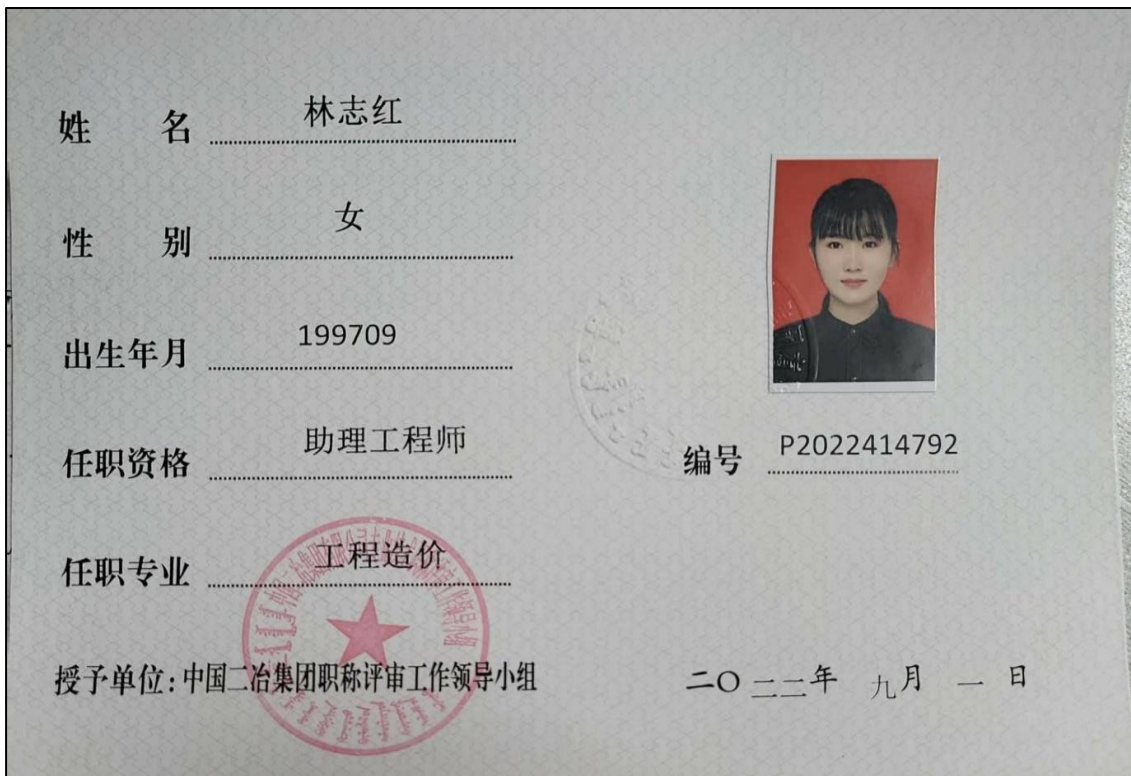 姓 名 林志红
性 别 女
出生年月 199709
任职资格 助理工程师
编号 P2022414792
任职专业 工程造价
授予单位:中国二冶集团职称评审工作领导小组
二〇二二年 九月 一 日